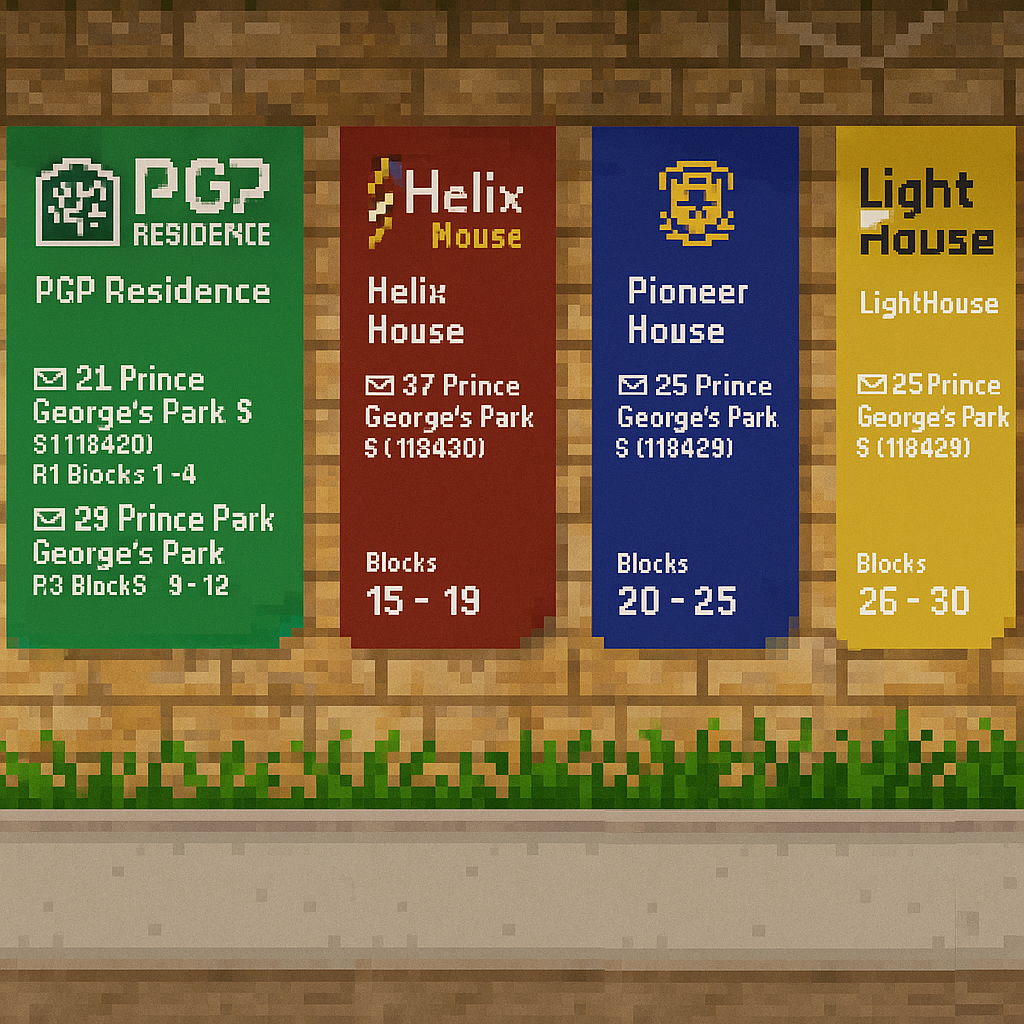 PGP
RESIDENCE
PGP Residence
21 Prince
George's Park S
S1118420)
R1 Biocks 1-4
29 Prince Park
George's Park
R3 BlockS 9-12
Helix
House
Helix
House
37 Prince
George's Park
S (118430)
Blocks
15 - 19
Pioneer
House
25 Prince
George's Park
S (118429)
Blocks
20 - 25
Light
House
LightHouse
25 Prince
George's Park
S (118429)
Blocks
26 - 30